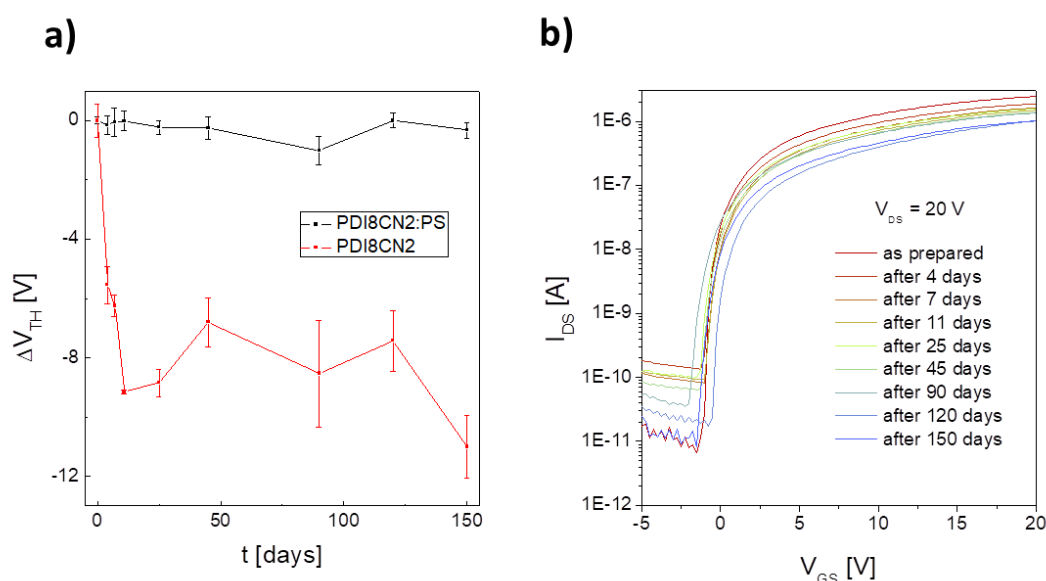 a)
0
-4
-8
-12
ΔV_TH [V]
PDI8CN2:PS
PDI8CN2
0 50 100 150
t [days]
b)
1E-6
1E-7
1E-8
1E-9
1E-10
1E-11
1E-12
I_DS [A]
V_DS = 20 V
as prepared
after 4 days
after 7 days
after 11 days
after 25 days
after 45 days
after 90 days
after 120 days
after 150 days
-5 0 5 10 15 20
V_GS [V]